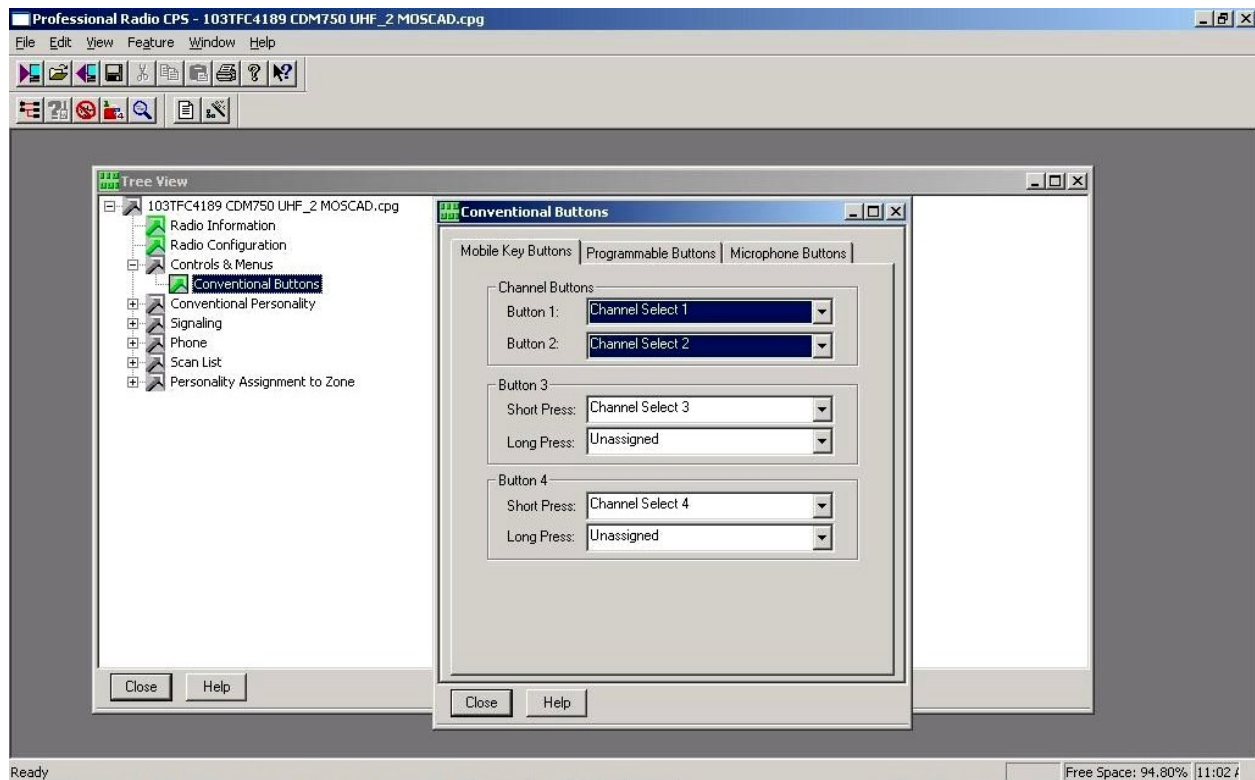 Professional Radio CPS - 103TFC4189 CDM750 UHF_2 MOSCAD.cpg
File Edit View Feature Window Help
Tree View
103TFC4189 CDM750 UHF_2 MOSCAD.cpg
Radio Information
Radio Configuration
Controls & Menus
Conventional Buttons
Conventional Personality
Signaling
Phone
Scan List
Personality Assignment to Zone
Close Help
Conventional Buttons
Mobile Key Buttons Programmable Buttons Microphone Buttons
Channel Buttons
Button 1: Channel Select 1
Button 2: Channel Select 2
Button 3
Short Press: Channel Select 3
Long Press: Unassigned
Button 4
Short Press: Channel Select 4
Long Press: Unassigned
Close Help
Ready Free Space: 94.80% 11:02